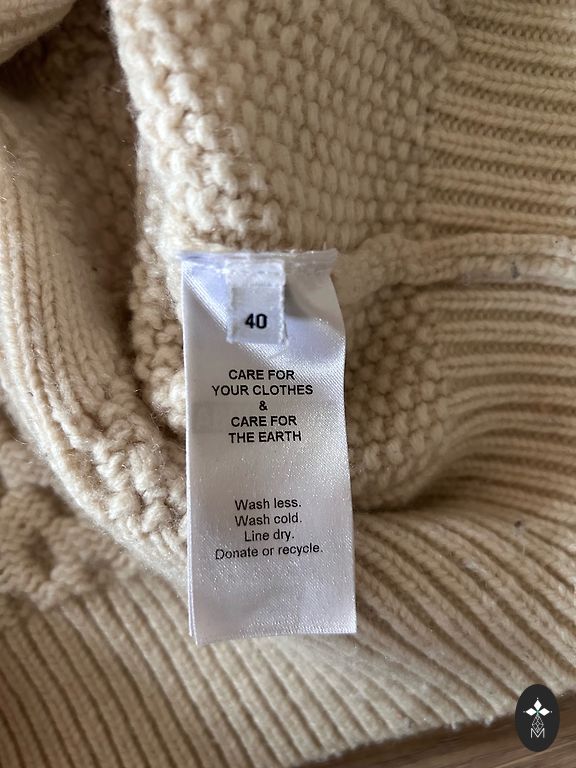 40
CARE FOR
YOUR CLOTHES
&
CARE FOR
THE EARTH
Wash less.
Wash cold.
Line dry.
Donate or recycle.
M